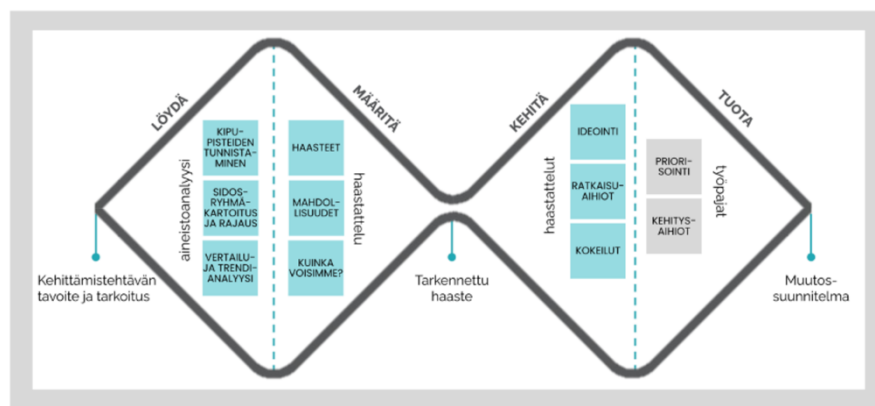 LÖYDÄ
MÄÄRITÄ
KEHITÄ
TUOTA
aineistoanalyysi
KIPU-
PISTEIDEN
TUNNISTA-
MINEN
SIDOS-
RYHMÄ-
KARTOITUS
JA RAJAUS
VERTAILU-
JA TRENDI-
ANALYYSI
HAASTEET
MAHDOL-
LISUUDET
KUINKA
VOISIMME?
haastattelu
haastattelut
IDEOINTI
RATKAISU-
AIHIOT
KOKEILUT
PRIORI-
SOINTI
KEHITYS-
AIHIOT
työpajat
Kehittämistehtävän
tavoite ja tarkoitus
Tarkennettu
haaste
Muutos-
suunnitelma